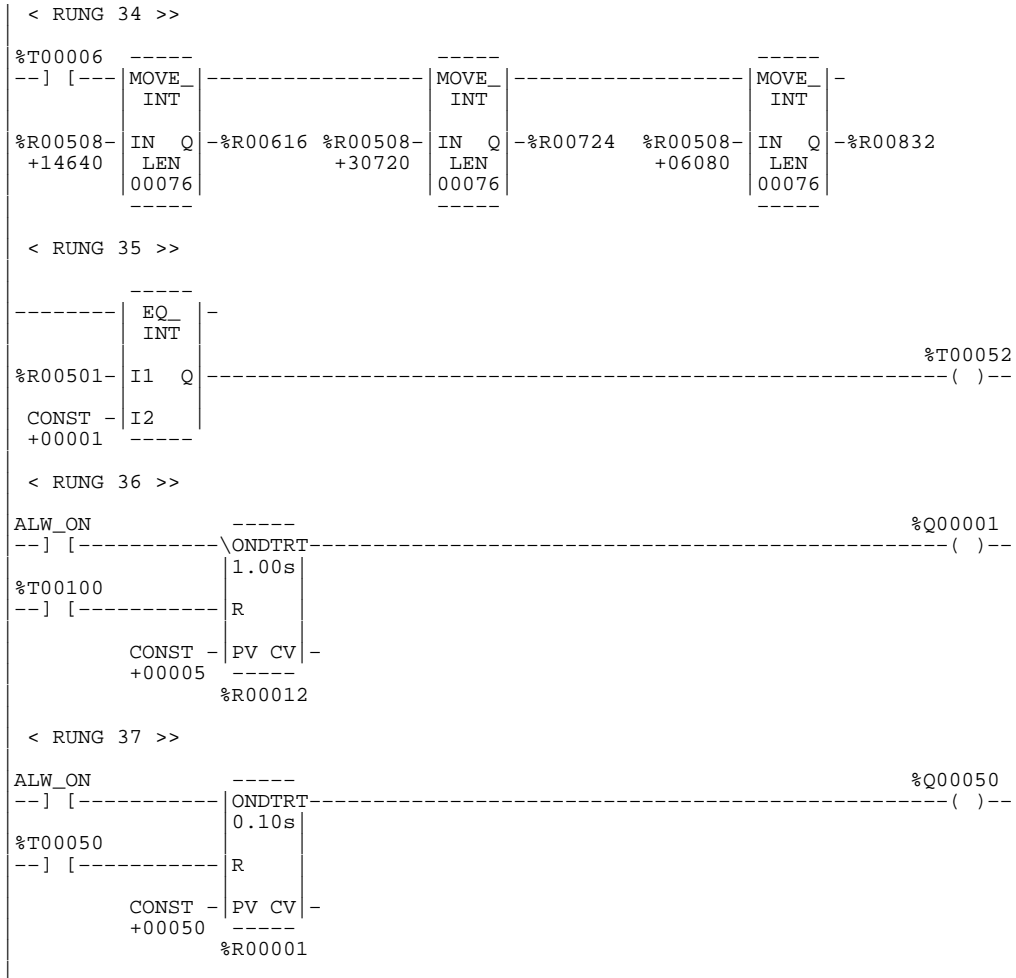 < RUNG 34 >>
%T00006 ----- ----- -----
--] [---|MOVE_|-----------------|MOVE_|------------------|MOVE_|-
| INT | | INT | | INT |
%R00508-|IN Q|-%R00616 %R00508-|IN Q|-%R00724 %R00508-|IN Q|-%R00832
+14640 | LEN | +30720 | LEN | +06080 | LEN |
|00076| |00076| |00076|
----- ----- -----
< RUNG 35 >>
-----
--------| EQ_ |-
| INT |
%T00052
%R00501-|I1 Q|-----------------------------------------------------------( )--
CONST -|I2 |
+00001 -----
< RUNG 36 >>
ALW_ON ----- %Q00001
--] [-----------\ONDTRT---------------------------------------------------( )--
|1.00s|
%T00100
--] [-----------|R |
CONST -|PV CV|-
+00005 -----
%R00012
< RUNG 37 >>
ALW_ON ----- %Q00050
--] [-----------|ONDTRT---------------------------------------------------( )--
|0.10s|
%T00050
--] [-----------|R |
CONST -|PV CV|-
+00050 -----
%R00001